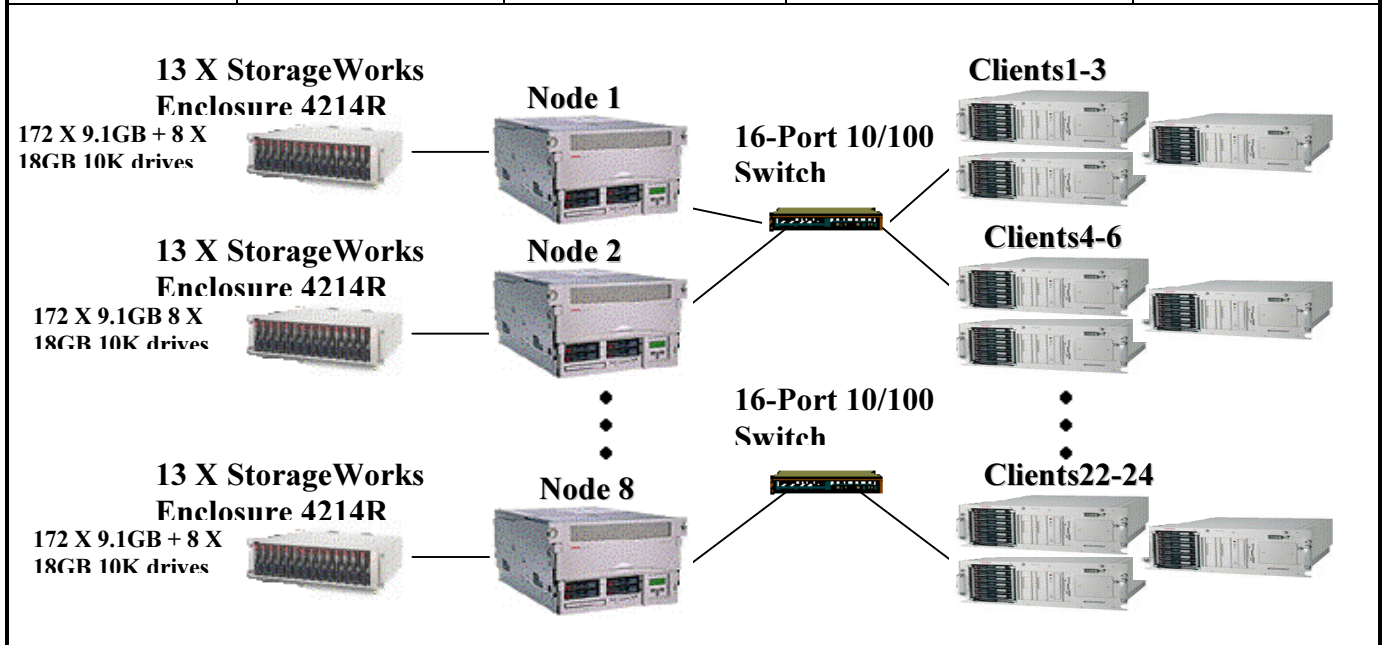 13 X StorageWorks
Enclosure 4214R
172 X 9.1GB + 8 X
18GB 10K drives
Node 1
16-Port 10/100
Switch
Clients1-3
13 X StorageWorks
Enclosure 4214R
172 X 9.1GB 8 X
18GB 10K drives
Node 2
Clients4-6
16-Port 10/100
Switch
13 X StorageWorks
Enclosure 4214R
172 X 9.1GB + 8 X
18GB 10K drives
Node 8
Clients22-24